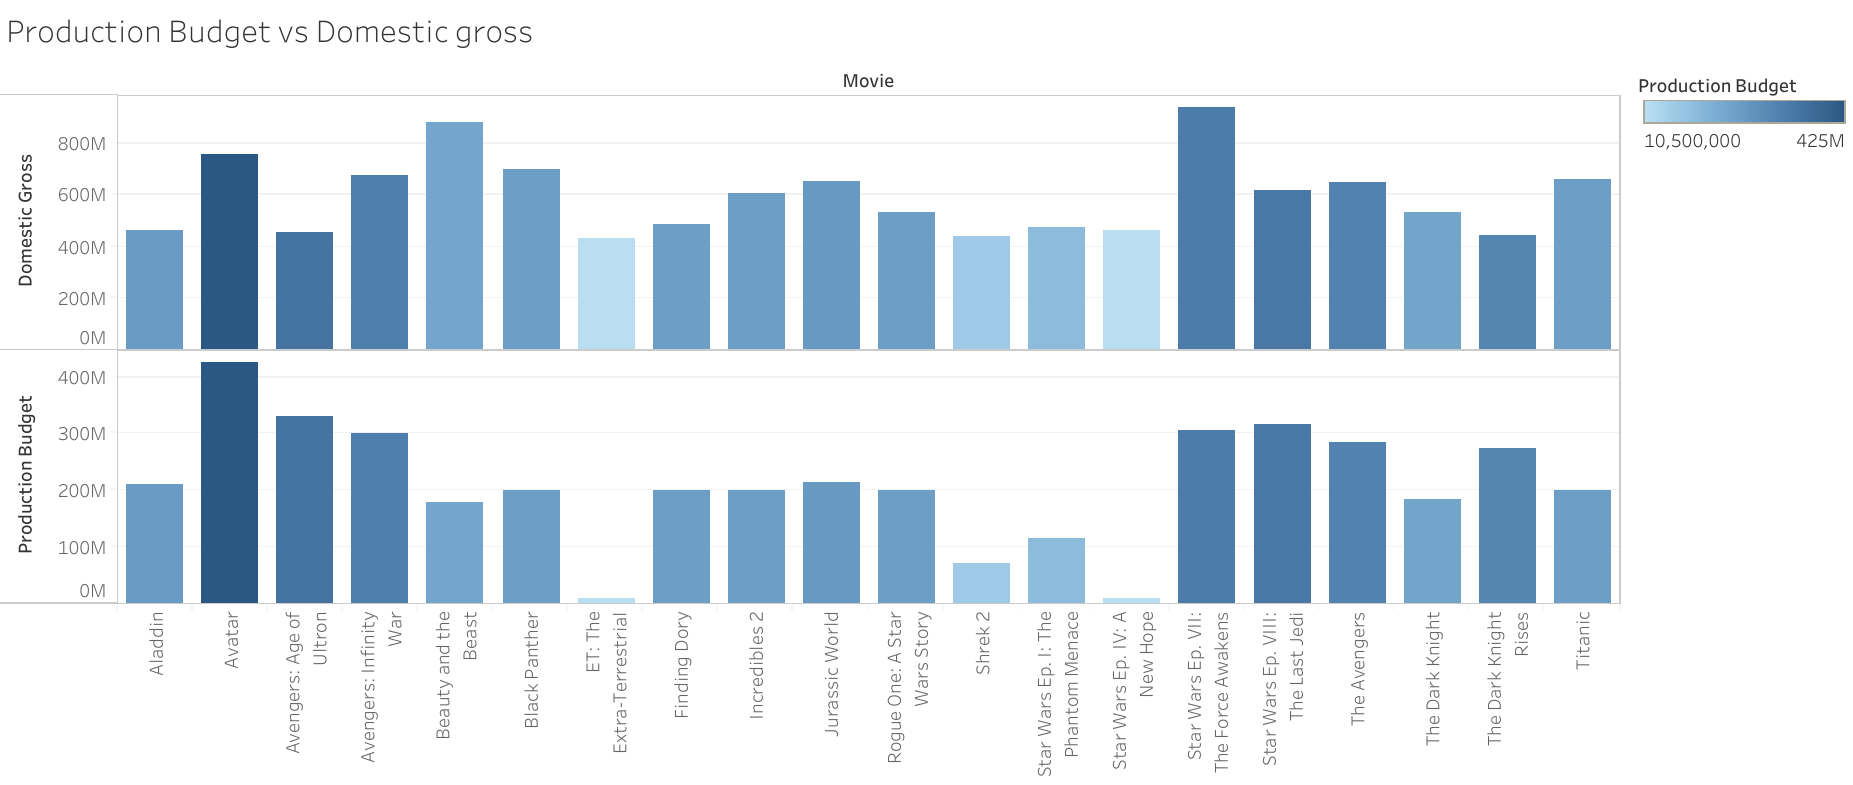 Production Budget vs Domestic gross
Movie
Production Budget
10,500,000 425M
Domestic Gross
800M
600M
400M
200M
0M
Production Budget
400M
300M
200M
100M
0M
Aladdin
Avatar
Avengers: Age of
Ultron
Avengers: Infinity
War
Beauty and the
Beast
Black Panther
ET: The
Extra-Terrestrial
Finding Dory
Incredibles 2
Jurassic World
Rogue One: A Star
Wars Story
Shrek 2
Star Wars Ep. I: The
Phantom Menace
Star Wars Ep. IV: A
New Hope
Star Wars Ep. VII:
The Force Awakens
Star Wars Ep. VIII:
The Last Jedi
The Avengers
The Dark Knight
The Dark Knight
Rises
Titanic